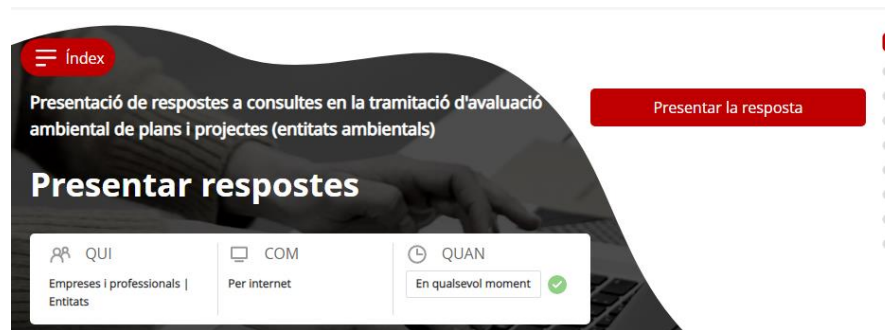 Índex
Presentació de respostes a consultes en la tramitació d'avaluació
ambiental de plans i projectes (entitats ambientals)
Presentar la resposta
Presentar respostes
QUI
Empreses i professionals |
Entitats
COM
Per internet
QUAN
En qualsevol moment